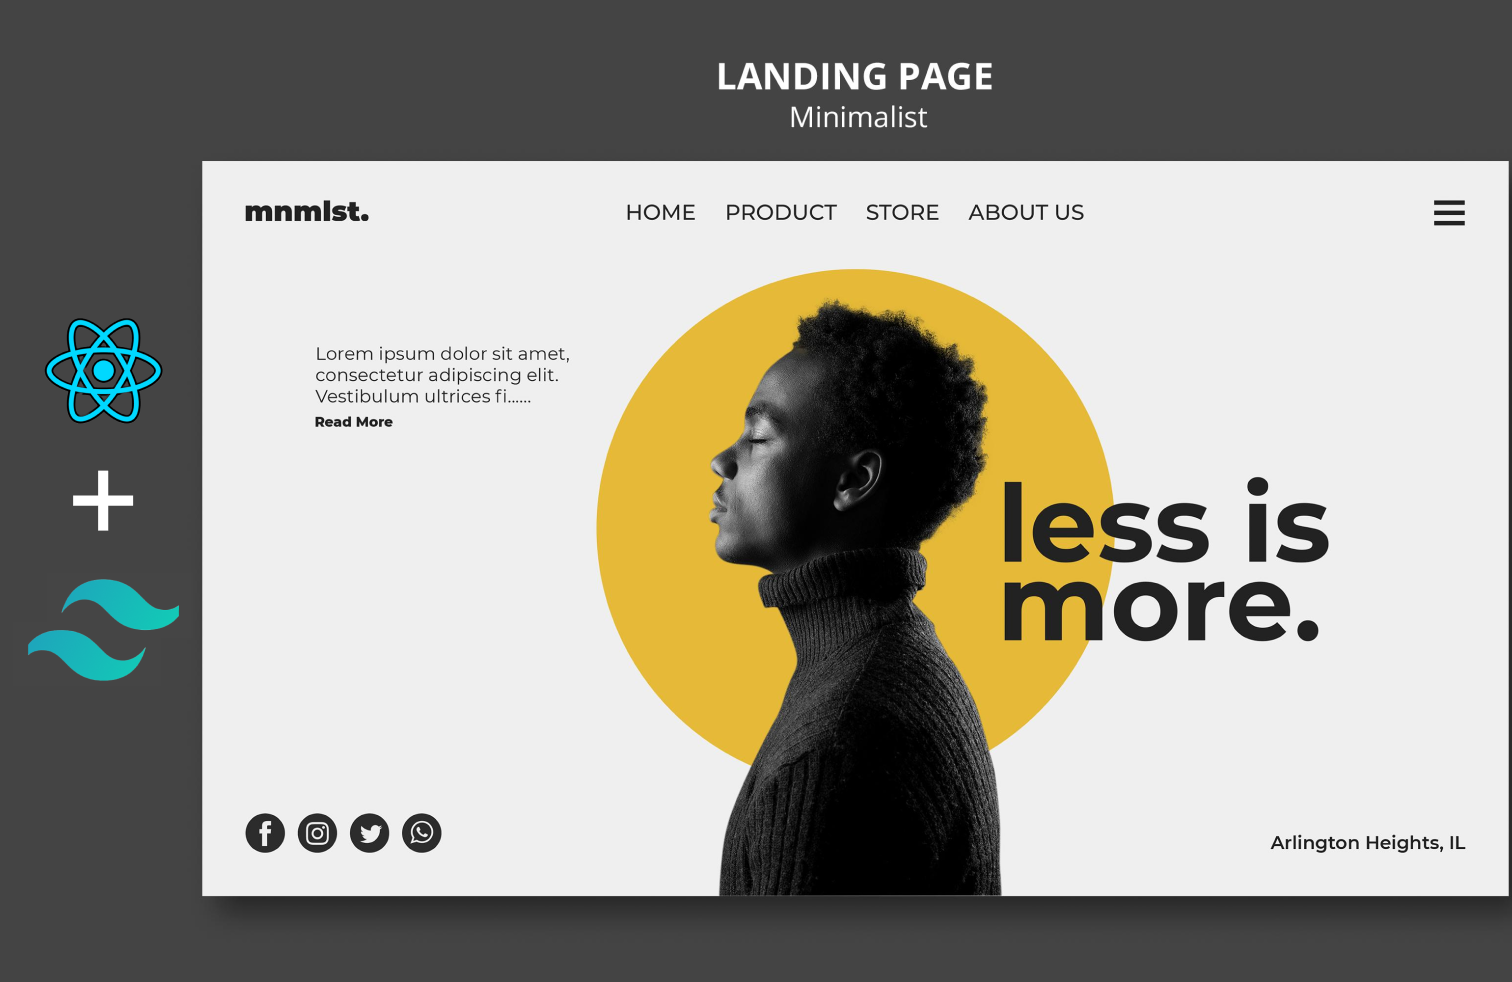 LANDING PAGE
Minimalist
mnmlst.
HOME PRODUCT STORE ABOUT US
Lorem ipsum dolor sit amet,
consectetur adipiscing elit.
Vestibulum ultrices fi......
Read More
less is
more.
Arlington Heights, IL